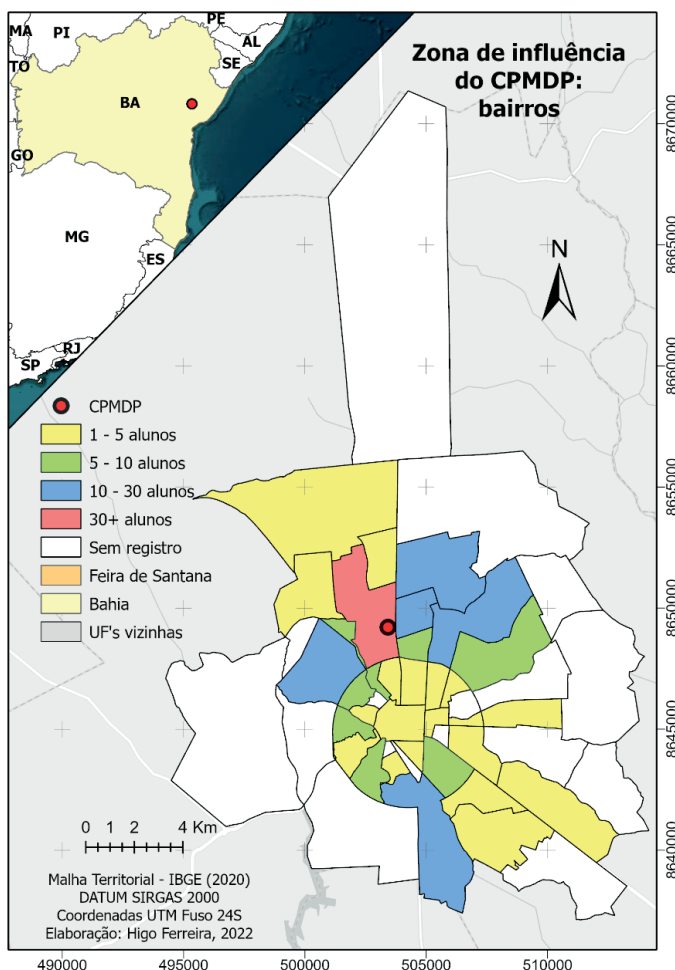 Zona de influência
do CPMDP:
bairros
MA
PI
PE
AL
TO
SE
BA
GO
MG
ES
RJ
SP
N
CPMDP
1 - 5 alunos
5 - 10 alunos
10 - 30 alunos
30+ alunos
Sem registro
Feira de Santana
Bahia
UF's vizinhas
0 1 2 4 Km
Malha Territorial - IBGE (2020)
DATUM SIRGAS 2000
Coordenadas UTM Fuso 24S
Elaboração: Higo Ferreira, 2022
8670000
8665000
8660000
8655000
8650000
8645000
8640000
490000 495000 500000 505000 510000